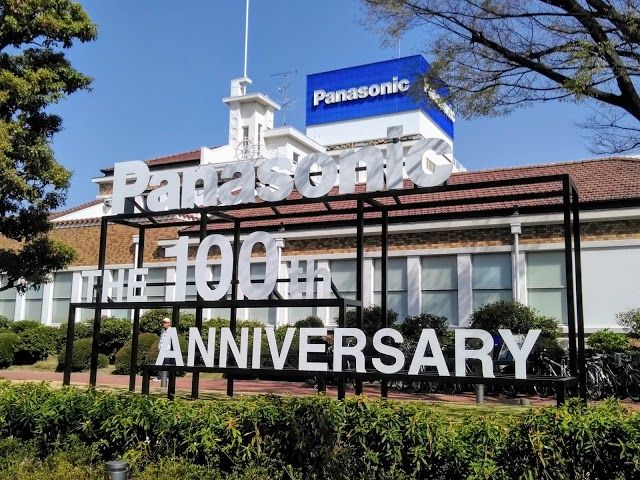 Panasonic
Panasonic
THE 100th
ANNIVERSARY